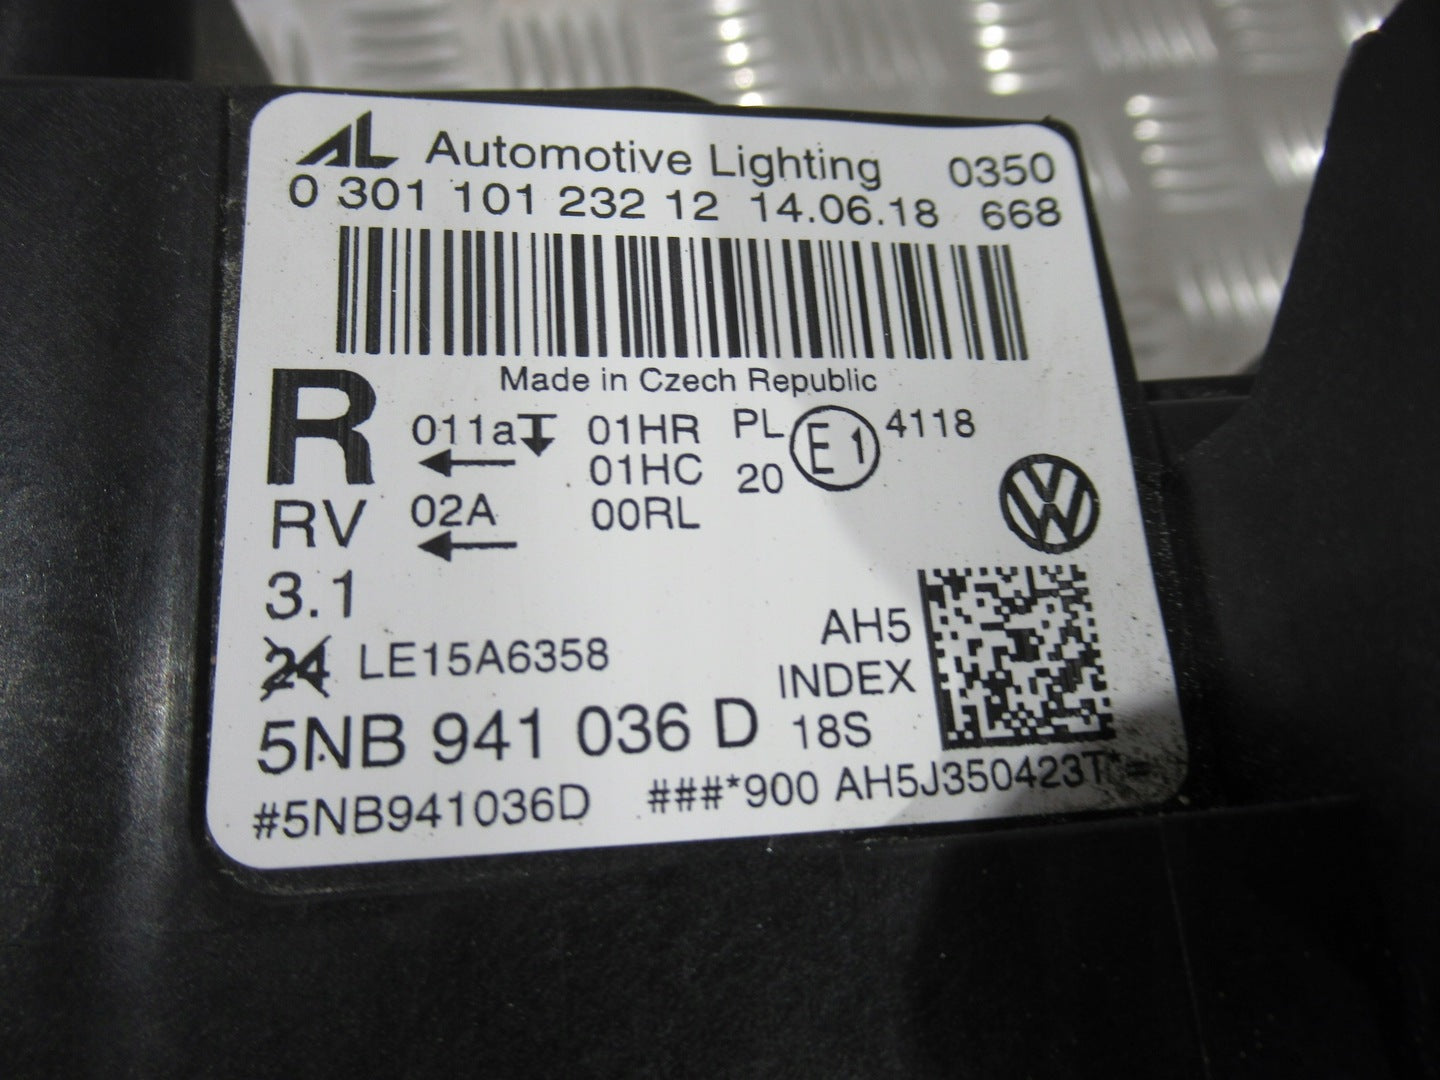 AL Automotive Lighting 0350
0 301 101 232 12 14.06.18 668
Made in Czech Republic
R 011a 01HR PL E1 4118
01HC 20
RV 02A 00RL
3.1
24 LE15A6358 AH5
INDEX
5NB 941 036 D 18S
#5NB941036D ###*900 AH5J350423T*=